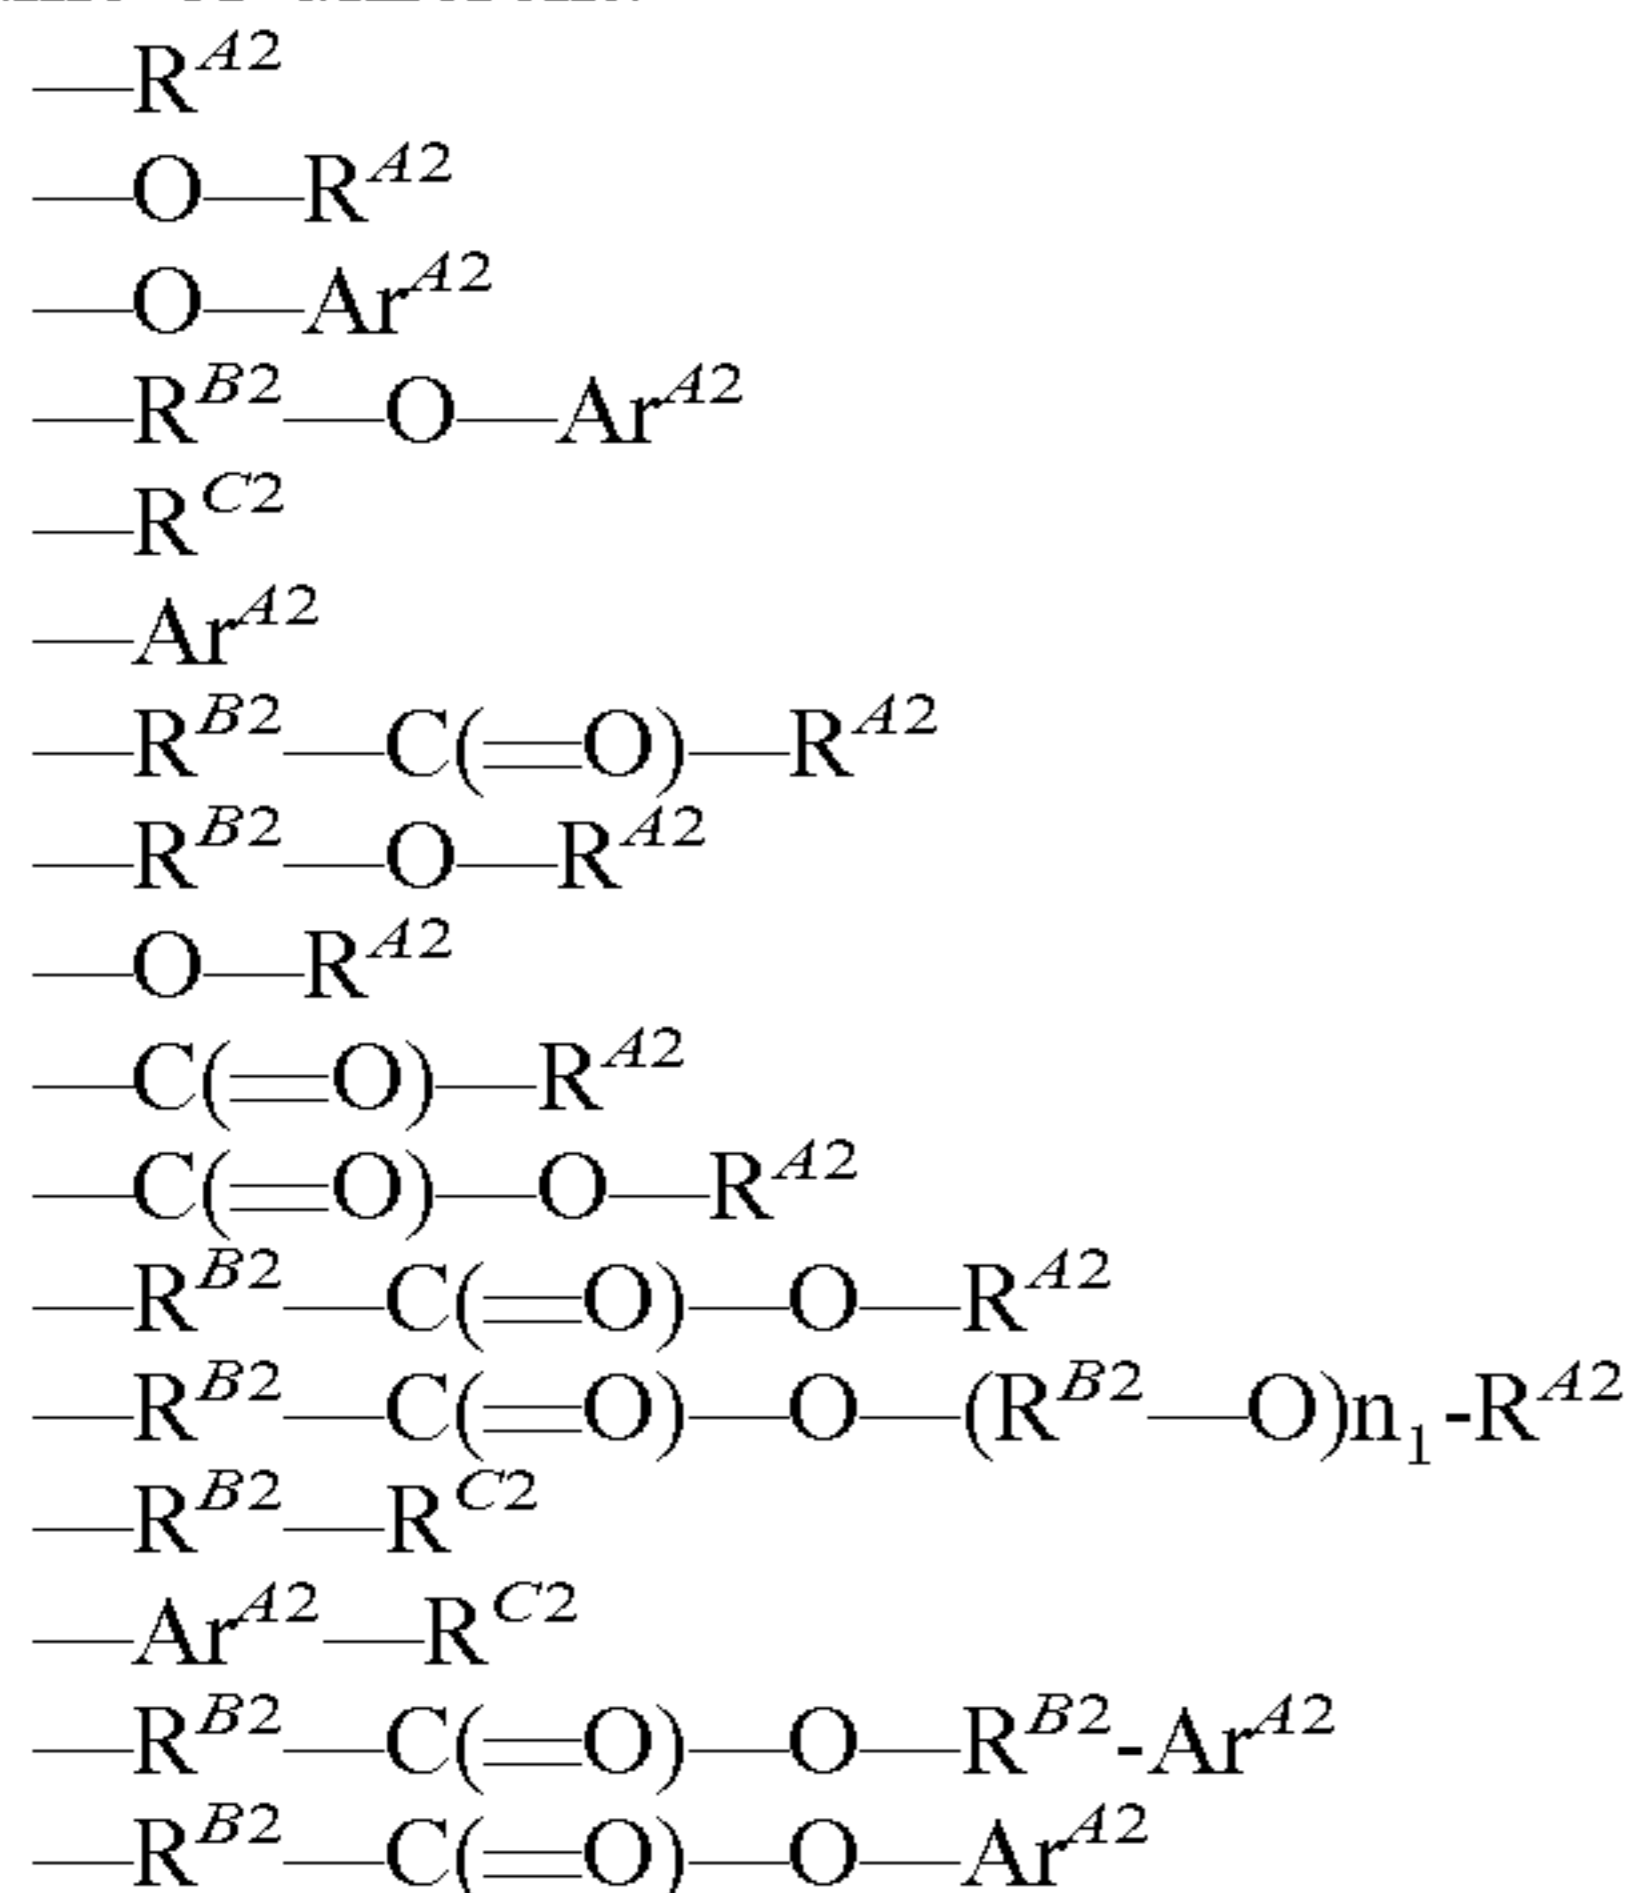 —R^A2
—O—R^A2
—O—Ar^A2
—R^B2—O—Ar^A2
—R^C2
—Ar^A2
—R^B2—C(=O)—R^A2
—R^B2—O—R^A2
—O—R^A2
—C(=O)—R^A2
—C(=O)—O—R^A2
—R^B2—C(=O)—O—R^A2
—R^B2—C(=O)—O—(R^B2—O)n₁-R^A2
—R^B2—R^C2
—Ar^A2—R^C2
—R^B2—C(=O)—O—R^B2-Ar^A2
—R^B2—C(=O)—O—Ar^A2